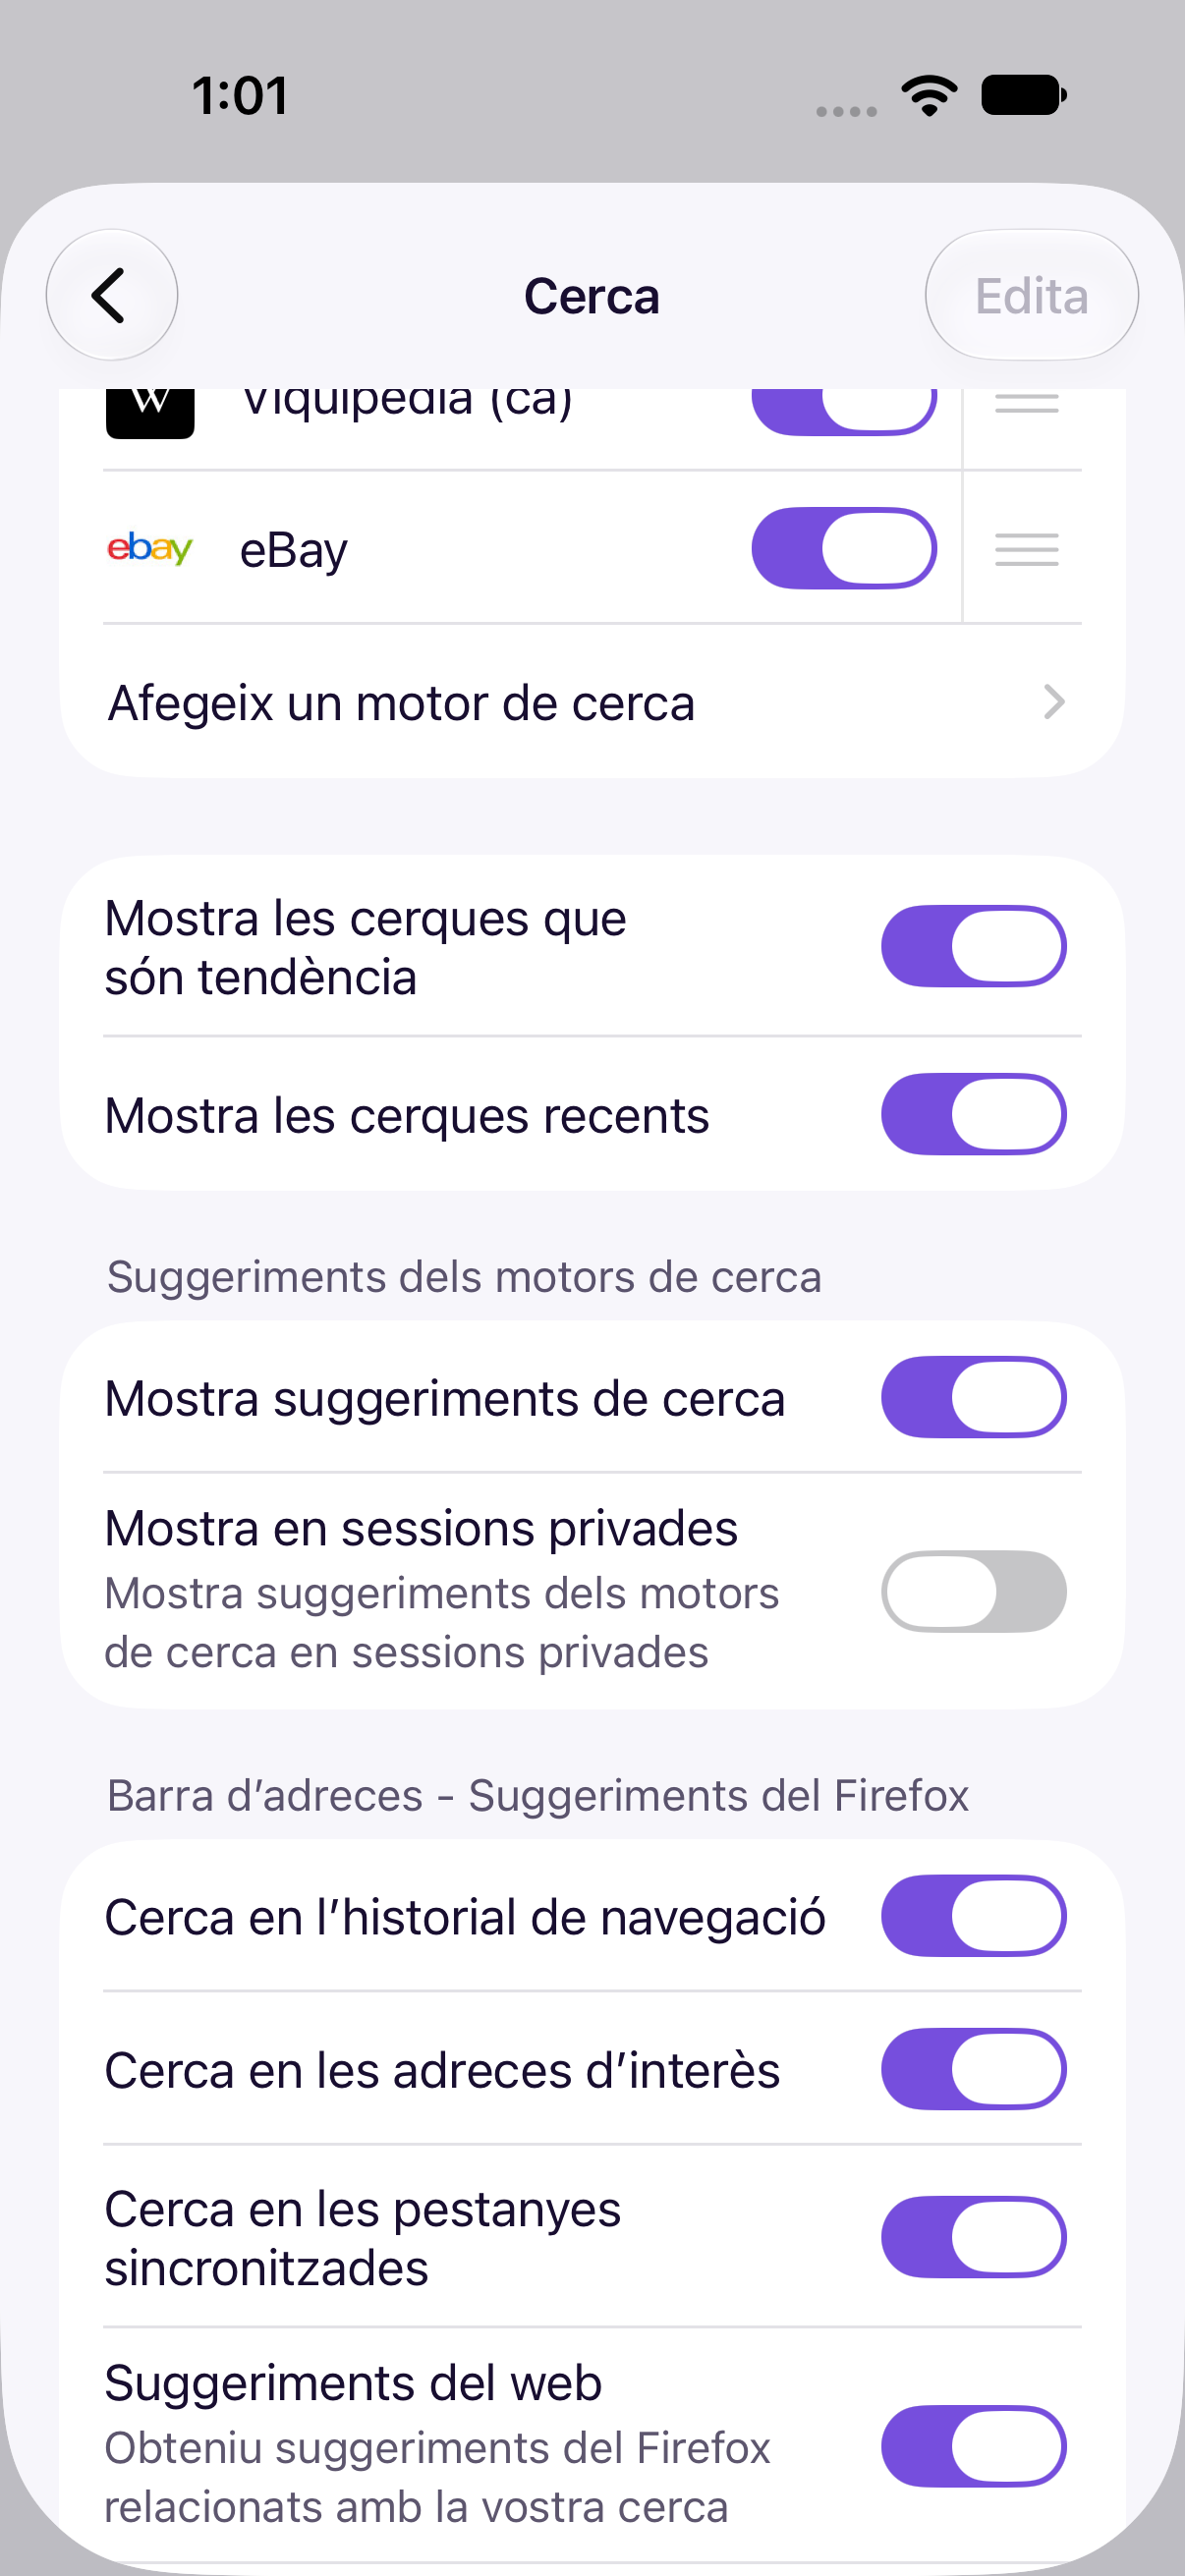 1:01
Cerca
Edita
W
Viquipèdia (ca)
ebay
eBay
Afegeix un motor de cerca
Mostra les cerques que
són tendència
Mostra les cerques recents
Suggeriments dels motors de cerca
Mostra suggeriments de cerca
Mostra en sessions privades
Mostra suggeriments dels motors
de cerca en sessions privades
Barra d’adreces - Suggeriments del Firefox
Cerca en l’historial de navegació
Cerca en les adreces d’interès
Cerca en les pestanyes
sincronitzades
Suggeriments del web
Obteniu suggeriments del Firefox
relacionats amb la vostra cerca